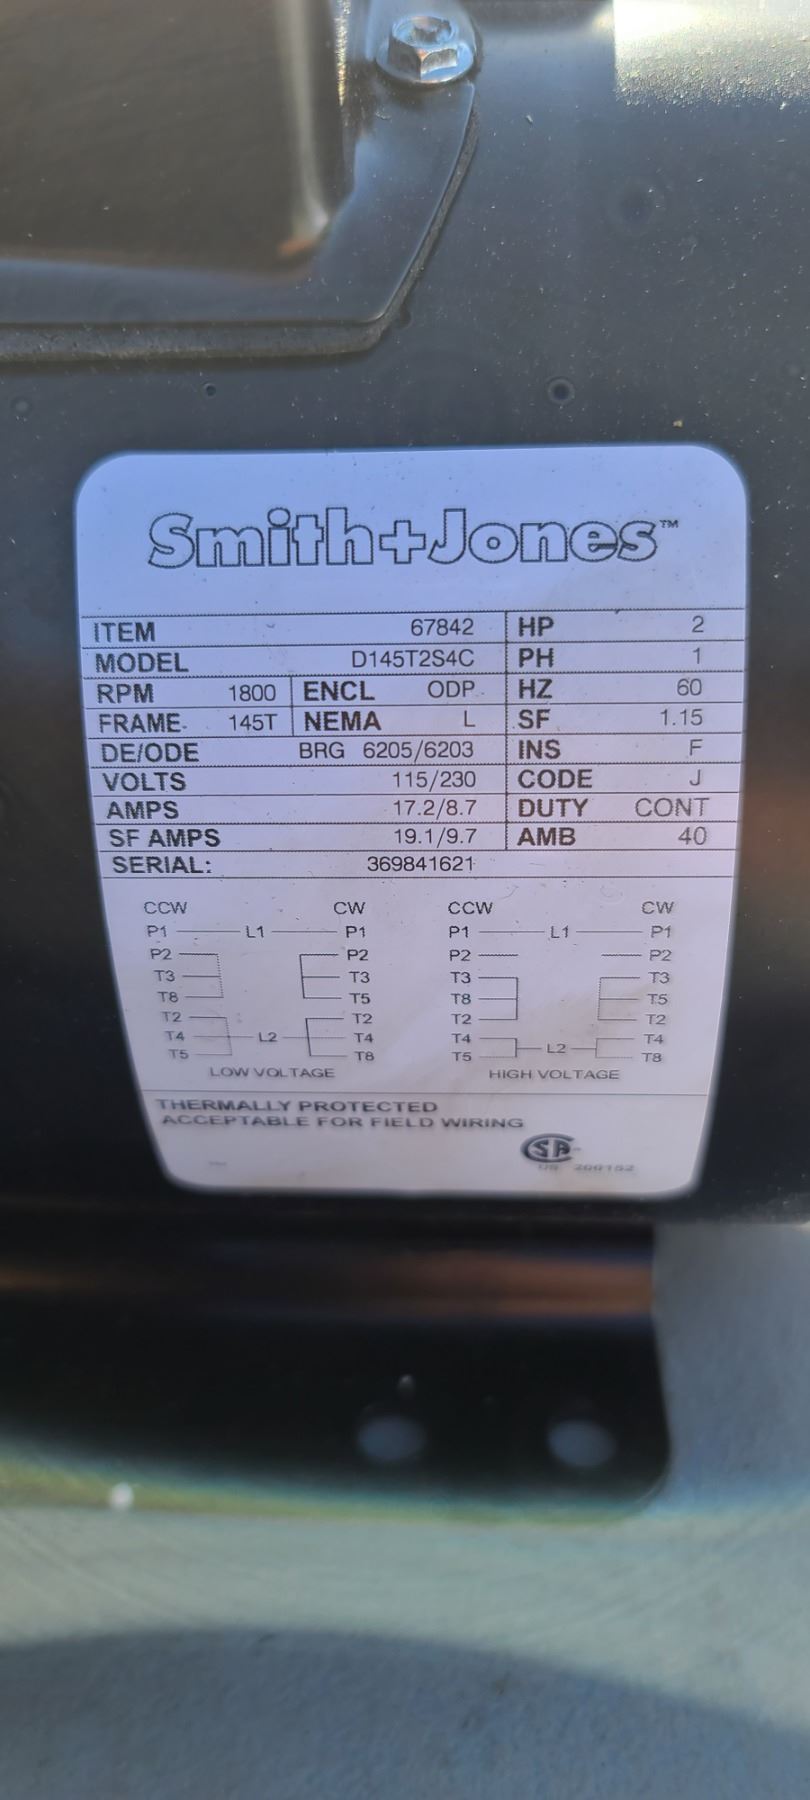 Smith+Jones™
ITEM 67842 HP 2
MODEL D145T2S4C PH 1
RPM 1800 ENCL ODP HZ 60
FRAME 145T NEMA L SF 1.15
DE/ODE BRG 6205/6203 INS F
VOLTS 115/230 CODE J
AMPS 17.2/8.7 DUTY CONT
SF AMPS 19.1/9.7 AMB 40
SERIAL: 369841621
CCW CW CCW CW
P1 L1 P1 P1 L1 P1
P2 P2 P2 P2
T3 T3 T3 T3
T8 T5 T8 T5
T2 T2 T2 T2
T4 L2 T4 T4 L2 T4
T5 T8 T5 T8
LOW VOLTAGE HIGH VOLTAGE
THERMALLY PROTECTED
ACCEPTABLE FOR FIELD WIRING
SA
US 200152